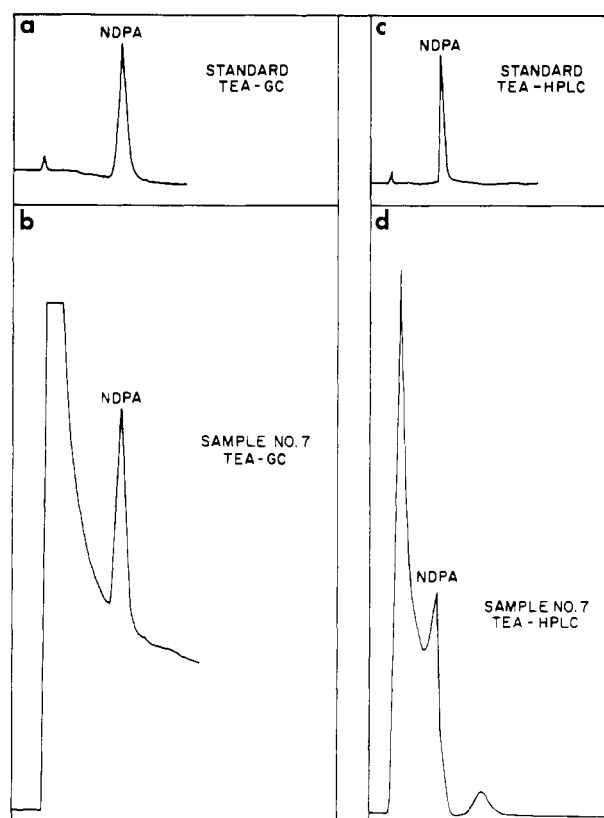 a
NDPA
STANDARD
TEA-GC
b
NDPA
SAMPLE NO. 7
TEA-GC
c
NDPA
STANDARD
TEA-HPLC
d
NDPA
SAMPLE NO. 7
TEA-HPLC